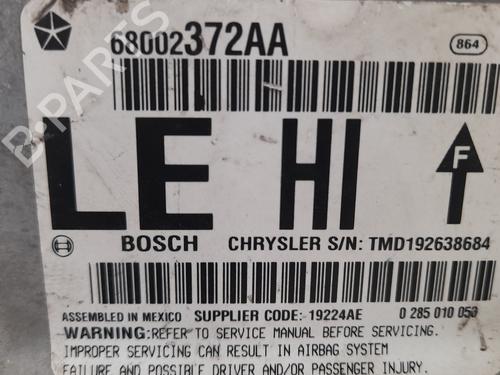 68002372AA
864
LE HI
F
BOSCH CHRYSLER S/N: TMD192638684
ASSEMBLED IN MEXICO SUPPLIER CODE: 19224AE 0 285 010 050
WARNING: REFER TO SERVICE MANUAL BEFORE SERVICING.
IMPROPER SERVICING CAN RESULT IN AIRBAG SYSTEM
FAILURE AND POSSIBLE DRIVER AND/OR PASSENGER INJURY.